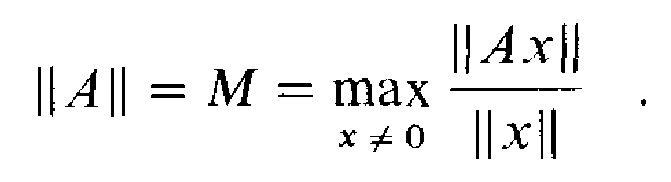 ‖A‖ = M = max_{x ≠ 0} ‖Ax‖ / ‖x‖ .